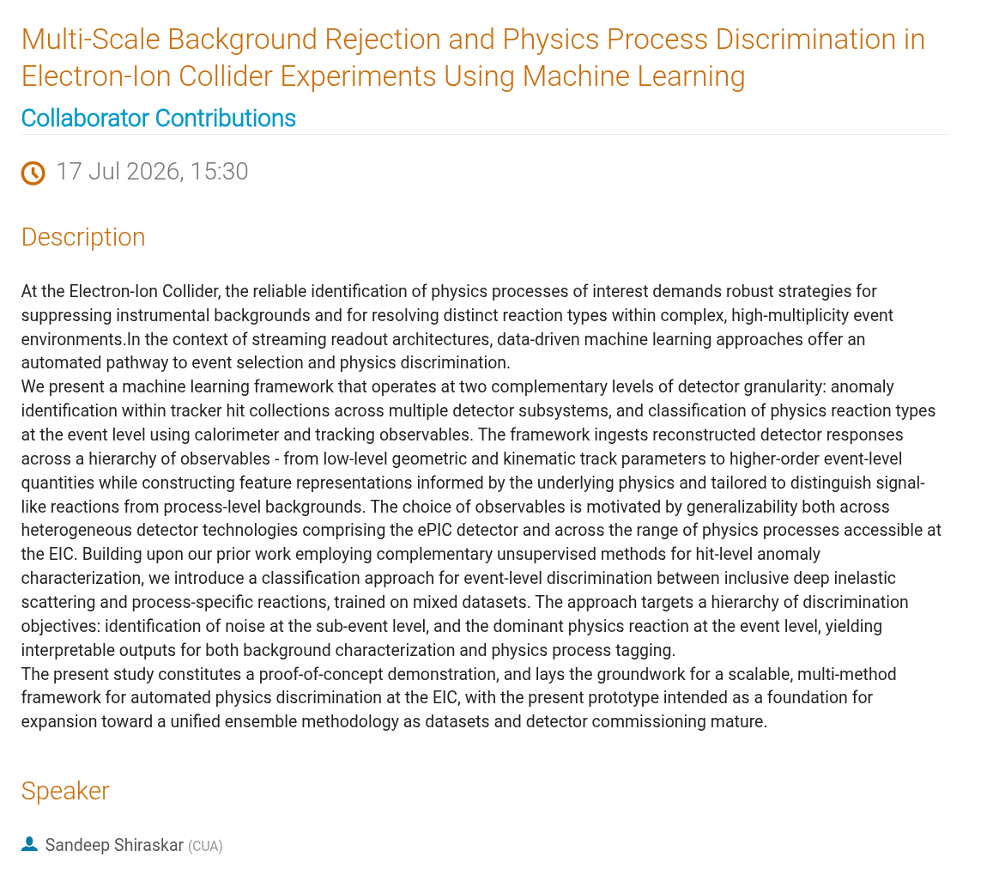 Multi-Scale Background Rejection and Physics Process Discrimination in
Electron-Ion Collider Experiments Using Machine Learning
Collaborator Contributions
17 Jul 2026, 15:30
Description
At the Electron-Ion Collider, the reliable identification of physics processes of interest demands robust strategies for
suppressing instrumental backgrounds and for resolving distinct reaction types within complex, high-multiplicity event
environments.In the context of streaming readout architectures, data-driven machine learning approaches offer an
automated pathway to event selection and physics discrimination.
We present a machine learning framework that operates at two complementary levels of detector granularity: anomaly
identification within tracker hit collections across multiple detector subsystems, and classification of physics reaction types
at the event level using calorimeter and tracking observables. The framework ingests reconstructed detector responses
across a hierarchy of observables - from low-level geometric and kinematic track parameters to higher-order event-level
quantities while constructing feature representations informed by the underlying physics and tailored to distinguish signal-
like reactions from process-level backgrounds. The choice of observables is motivated by generalizability both across
heterogeneous detector technologies comprising the ePIC detector and across the range of physics processes accessible at
the EIC. Building upon our prior work employing complementary unsupervised methods for hit-level anomaly
characterization, we introduce a classification approach for event-level discrimination between inclusive deep inelastic
scattering and process-specific reactions, trained on mixed datasets. The approach targets a hierarchy of discrimination
objectives: identification of noise at the sub-event level, and the dominant physics reaction at the event level, yielding
interpretable outputs for both background characterization and physics process tagging.
The present study constitutes a proof-of-concept demonstration, and lays the groundwork for a scalable, multi-method
framework for automated physics discrimination at the EIC, with the present prototype intended as a foundation for
expansion toward a unified ensemble methodology as datasets and detector commissioning mature.
Speaker
Sandeep Shiraskar (CUA)